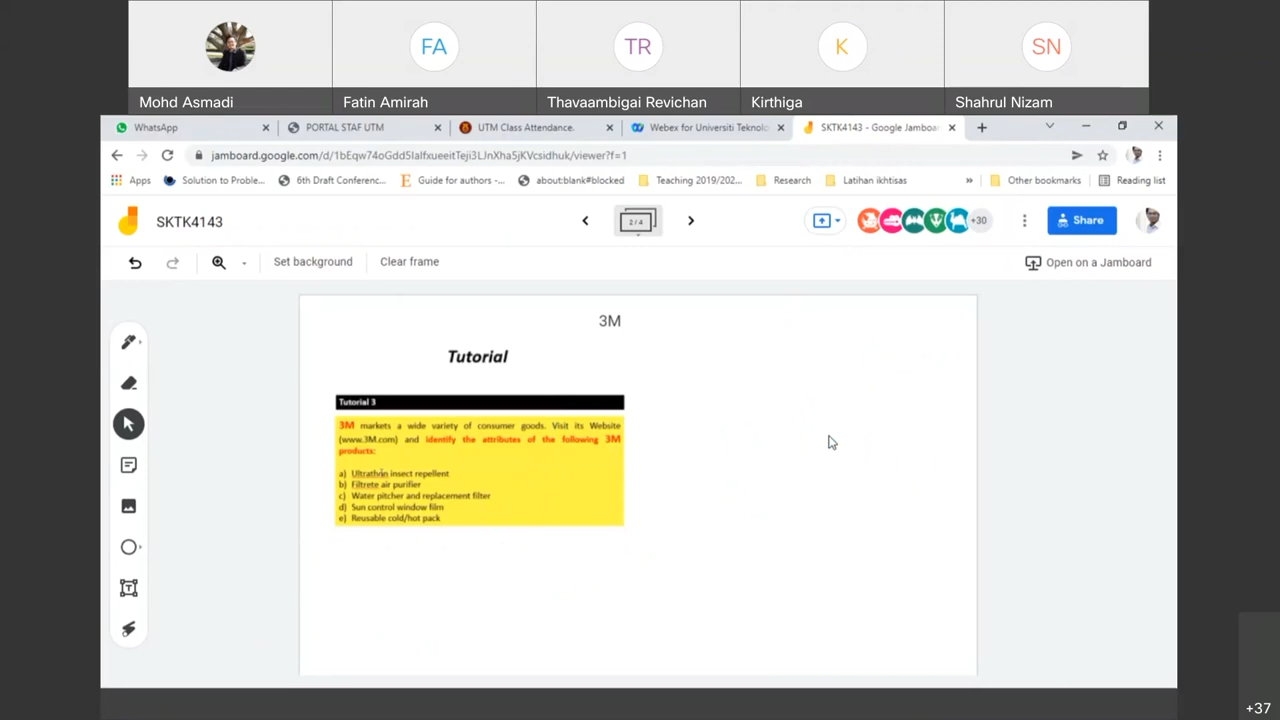 FA
TR
K
SN
Mohd Asmadi
Fatin Amirah
Thavaambigai Revichan
Kirthiga
Shahrul Nizam
WhatsApp
PORTAL STAF UTM
UTM Class Attendance.
Webex for Universiti Teknolo
SKTK4143 - Google Jamboa
jamboard.google.com/d/1bEqw74oGdd5IalfxueeitTeji3LJnXha5jKVcsidhuk/viewer?f=1
Apps
Solution to Proble...
6th Draft Conferenc...
E
Guide for authors -...
about:blank#blocked
Teaching 2019/202...
Research
Latihan ikhtisas
»
Other bookmarks
Reading list
SKTK4143
2 / 4
+30
Share
Set background
Clear frame
Open on a Jamboard
3M
Tutorial
Tutorial 3
3M markets a wide variety of consumer goods. Visit its Website
(www.3M.com) and identify the attributes of the following 3M
products:
a) Ultrathin insect repellent
b) Filtrete air purifier
c) Water pitcher and replacement filter
d) Sun control window film
e) Reusable cold/hot pack
+37